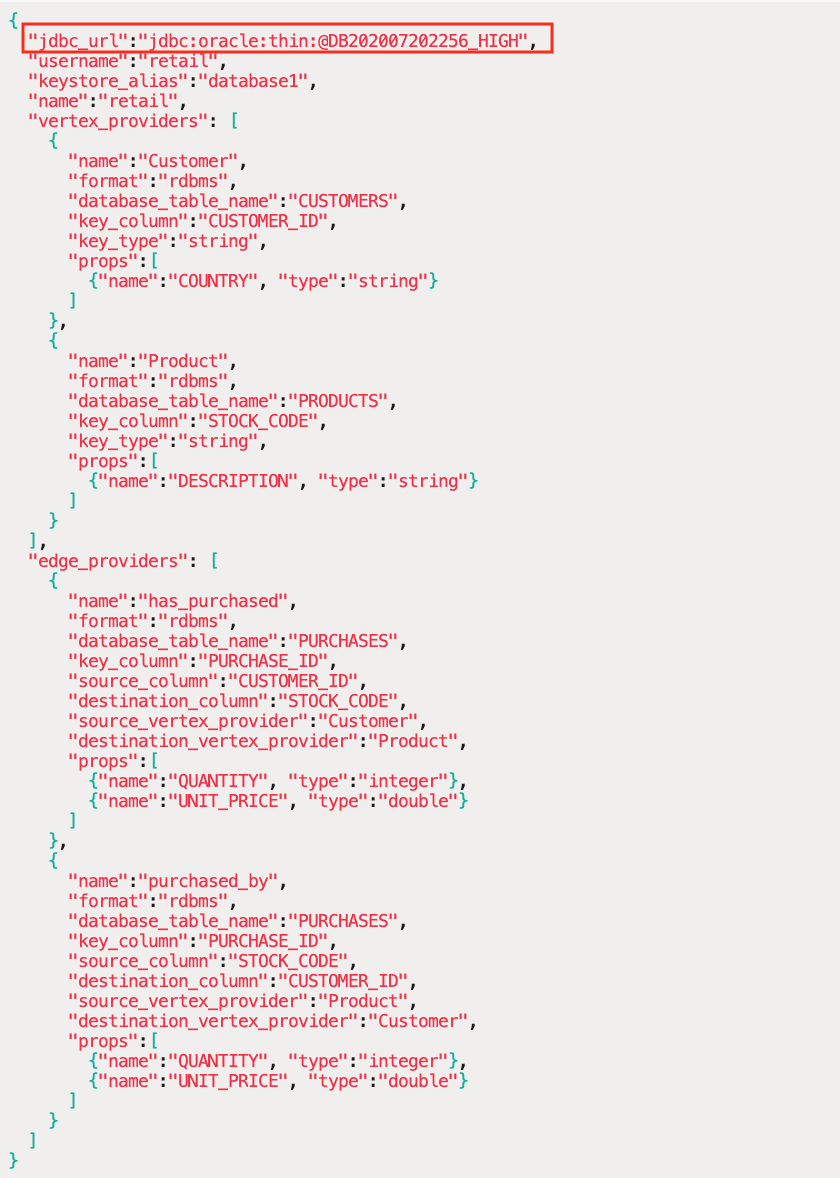 {
  "jdbc_url":"jdbc:oracle:thin:@DB202007202256_HIGH",
  "username":"retail",
  "keystore_alias":"database1",
  "name":"retail",
  "vertex_providers": [
    {
      "name":"Customer",
      "format":"rdbms",
      "database_table_name":"CUSTOMERS",
      "key_column":"CUSTOMER_ID",
      "key_type":"string",
      "props":[
        {"name":"COUNTRY", "type":"string"}
      ]
    },
    {
      "name":"Product",
      "format":"rdbms",
      "database_table_name":"PRODUCTS",
      "key_column":"STOCK_CODE",
      "key_type":"string",
      "props":[
        {"name":"DESCRIPTION", "type":"string"}
      ]
    }
  ],
  "edge_providers": [
    {
      "name":"has_purchased",
      "format":"rdbms",
      "database_table_name":"PURCHASES",
      "key_column":"PURCHASE_ID",
      "source_column":"CUSTOMER_ID",
      "destination_column":"STOCK_CODE",
      "source_vertex_provider":"Customer",
      "destination_vertex_provider":"Product",
      "props":[
        {"name":"QUANTITY", "type":"integer"},
        {"name":"UNIT_PRICE", "type":"double"}
      ]
    },
    {
      "name":"purchased_by",
      "format":"rdbms",
      "database_table_name":"PURCHASES",
      "key_column":"PURCHASE_ID",
      "source_column":"STOCK_CODE",
      "destination_column":"CUSTOMER_ID",
      "source_vertex_provider":"Product",
      "destination_vertex_provider":"Customer",
      "props":[
        {"name":"QUANTITY", "type":"integer"},
        {"name":"UNIT_PRICE", "type":"double"}
      ]
    }
  ]
}